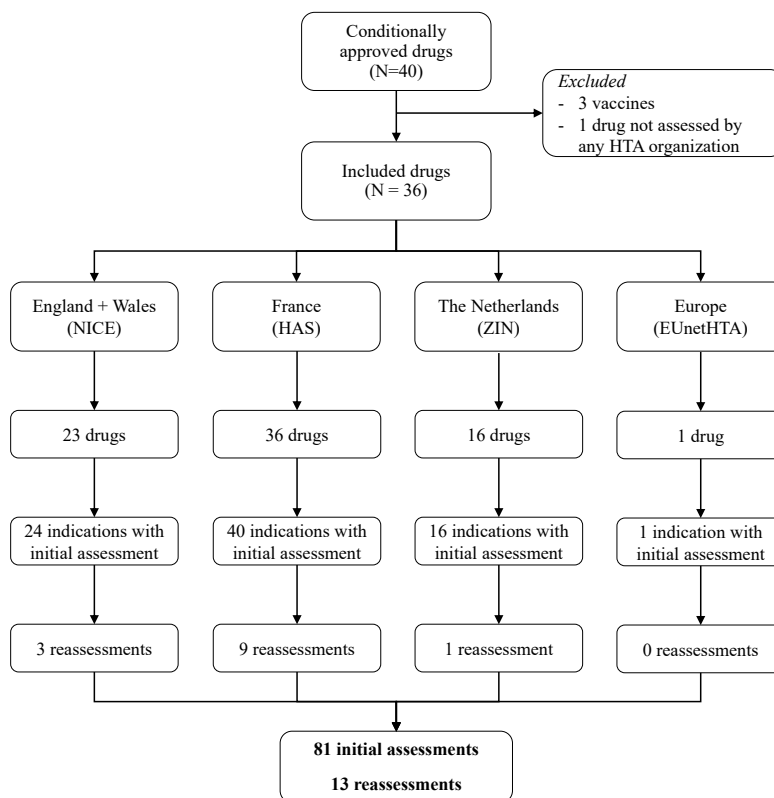 Conditionally
approved drugs
(N=40)
Excluded
- 3 vaccines
- 1 drug not assessed by
any HTA organization
Included drugs
(N = 36)
England + Wales
(NICE)
France
(HAS)
The Netherlands
(ZIN)
Europe
(EUnetHTA)
23 drugs
36 drugs
16 drugs
1 drug
24 indications with
initial assessment
40 indications with
initial assessment
16 indications with
initial assessment
1 indication with
initial assessment
3 reassessments
9 reassessments
1 reassessment
0 reassessments
81 initial assessments
13 reassessments